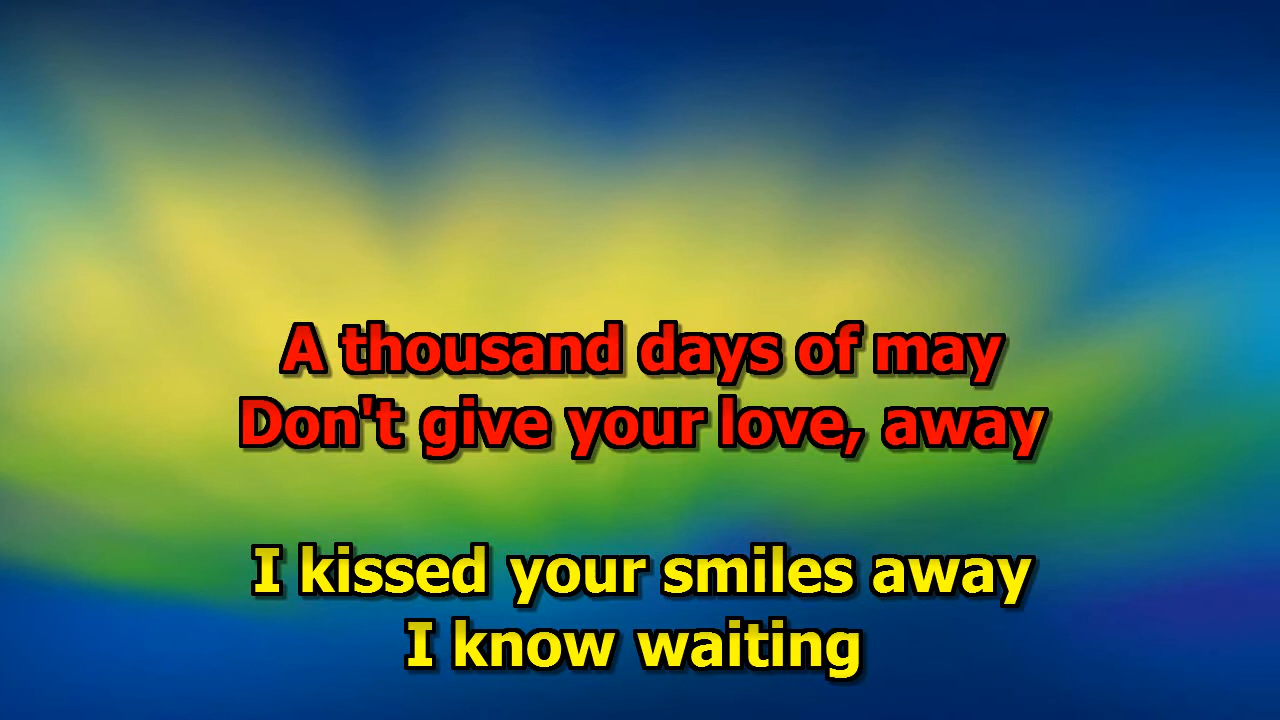 A thousand days of may
Don't give your love, away
I kissed your smiles away
I know waiting